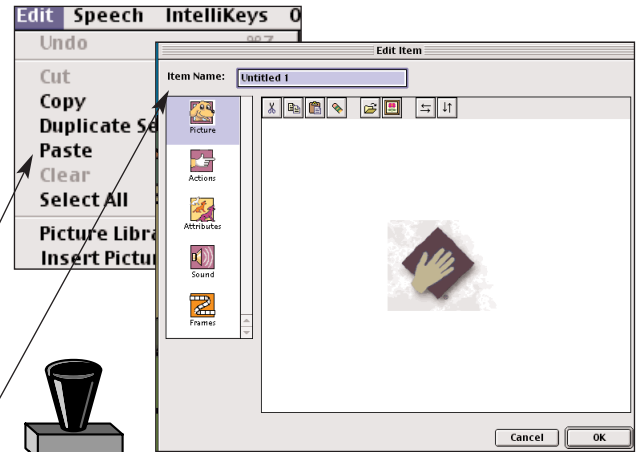 Edit Speech IntelliKeys
Undo
Cut
Copy
Duplicate Se
Paste
Clear
Select All
Picture Libra
Insert Pictur
Edit Item
Item Name: Untitled 1
Picture
Actions
Attributes
Sound
Frames
Cancel OK